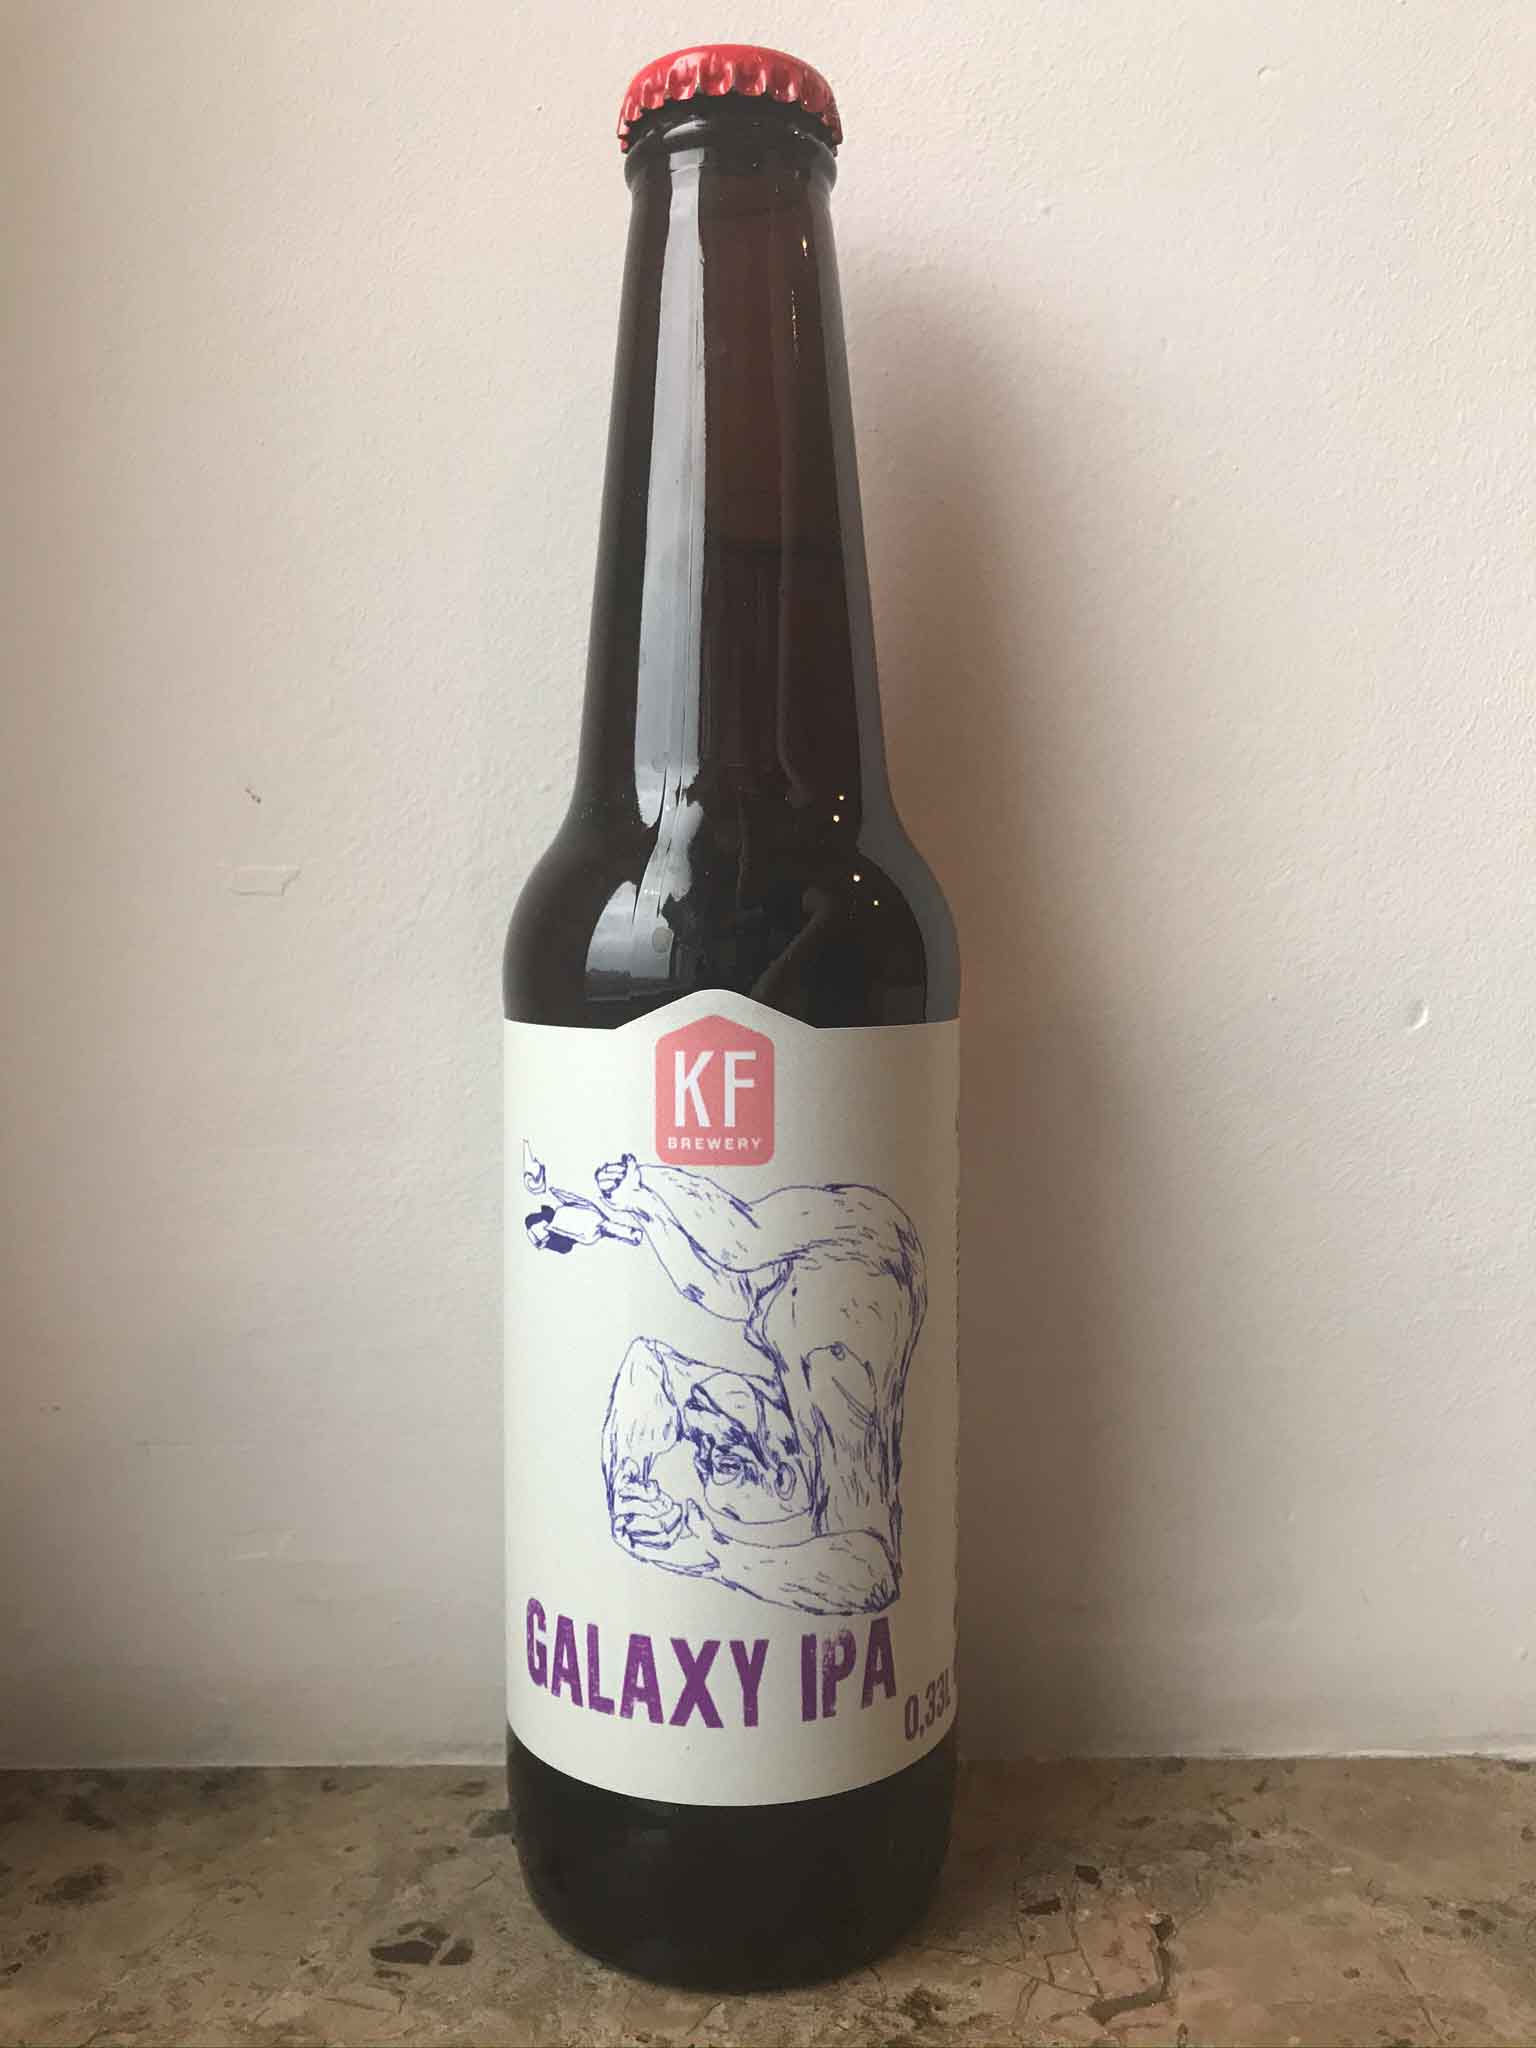 KF
BREWERY
GALAXY IPA
0,33L